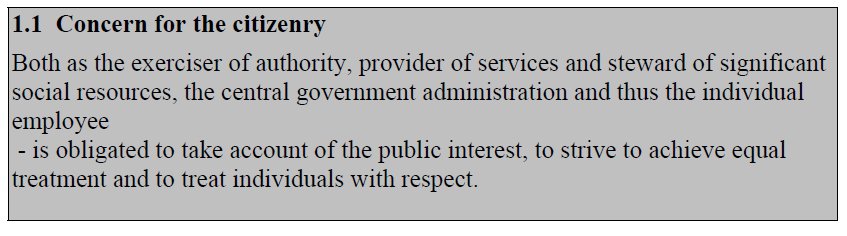 1.1 Concern for the citizenry
Both as the exerciser of authority, provider of services and steward of significant
social resources, the central government administration and thus the individual
employee
- is obligated to take account of the public interest, to strive to achieve equal
treatment and to treat individuals with respect.